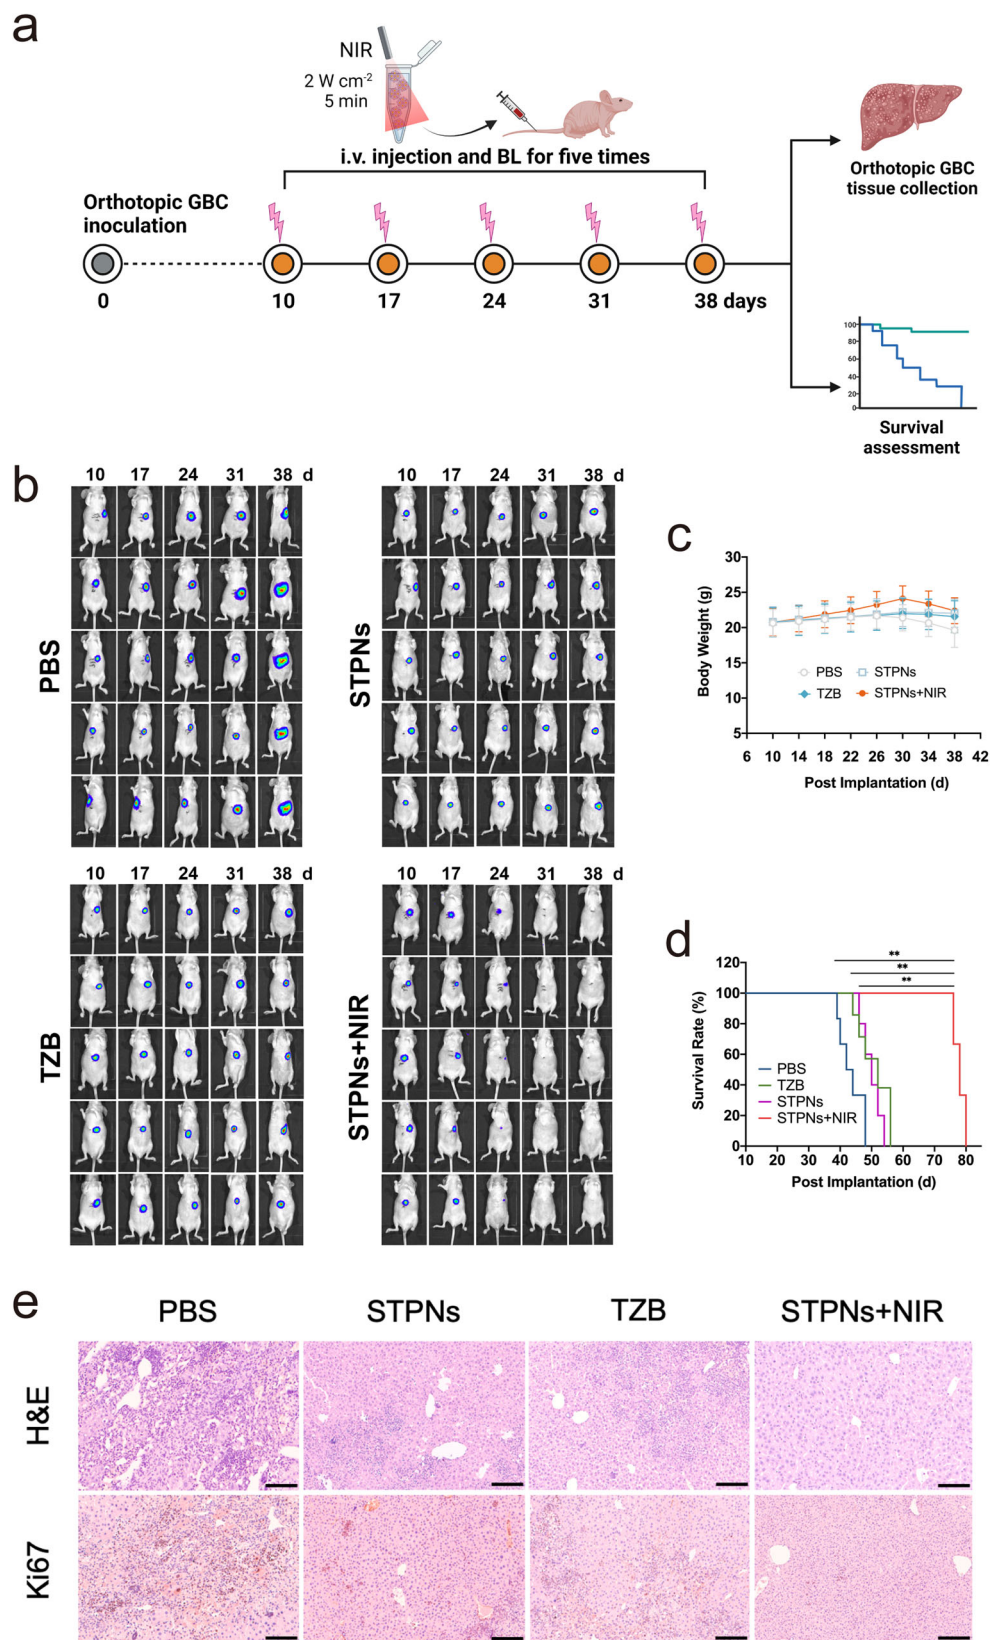 a
NIR
2 W cm⁻²
5 min
i.v. injection and BL for five times
Orthotopic GBC
inoculation
0
10
17
24
31
38 days
Orthotopic GBC
tissue collection
100
80
60
40
20
0
Survival
assessment
b
10 17 24 31 38 d
PBS
10 17 24 31 38 d
STPNs
10 17 24 31 38 d
TZB
10 17 24 31 38 d
STPNs+NIR
c
Body Weight (g)
30
25
20
15
10
5
PBS
STPNs
TZB
STPNs+NIR
6 10 14 18 22 26 30 34 38 42
Post Implantation (d)
d
**
**
**
Survival Rate (%)
120
100
80
60
40
20
0
PBS
TZB
STPNs
STPNs+NIR
10 20 30 40 50 60 70 80
Post Implantation (d)
e
PBS STPNs TZB STPNs+NIR
H&E
Ki67